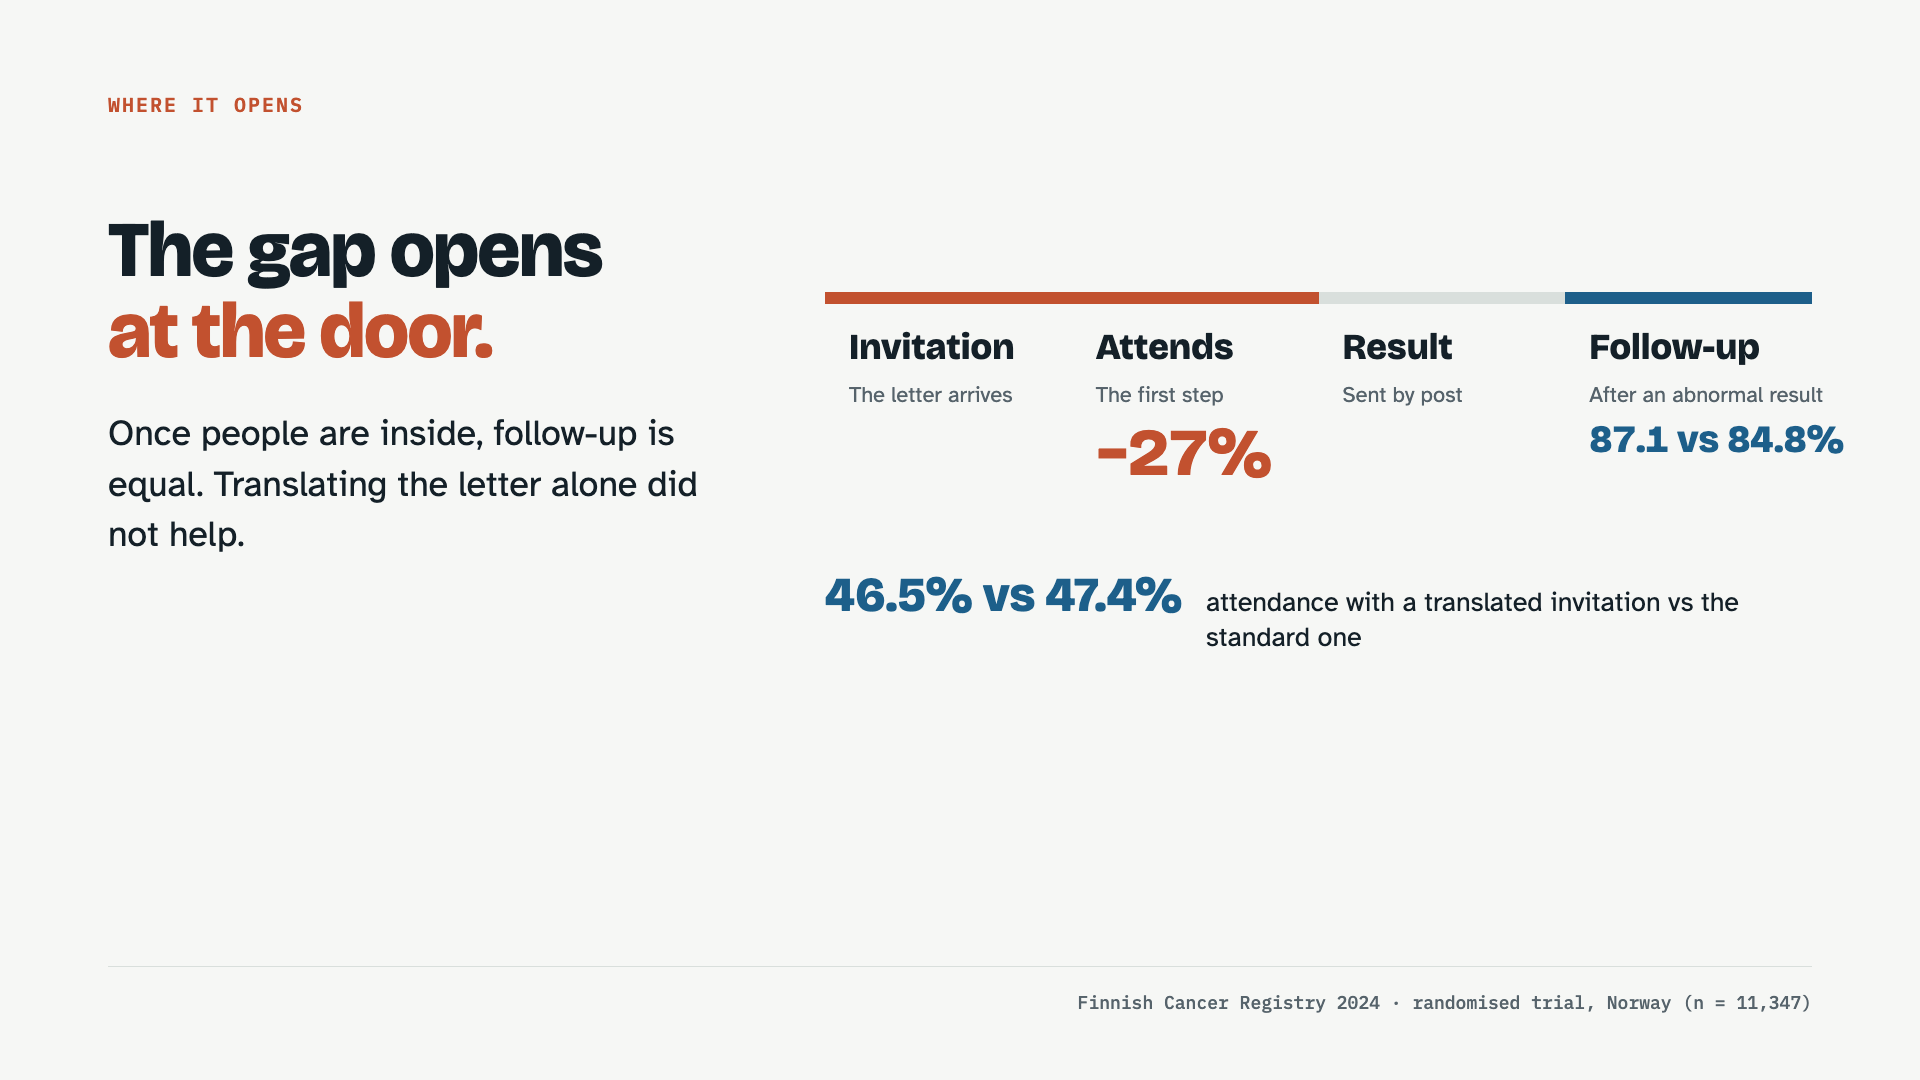 WHERE IT OPENS
The gap opens
at the door.
Once people are inside, follow-up is
equal. Translating the letter alone did
not help.
Invitation
The letter arrives
Attends
The first step
−27%
Result
Sent by post
Follow-up
After an abnormal result
87.1 vs 84.8%
46.5% vs 47.4%
attendance with a translated invitation vs the
standard one
Finnish Cancer Registry 2024 · randomised trial, Norway (n = 11,347)